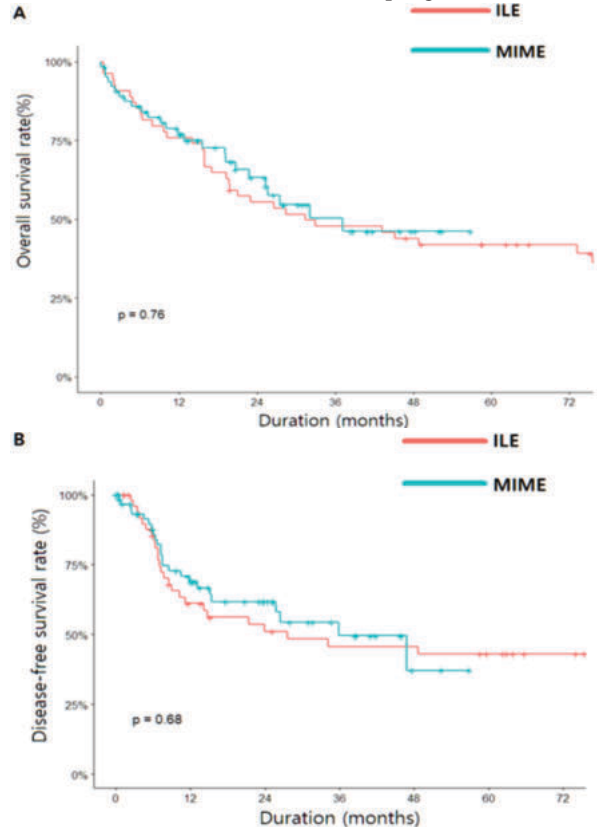 A
ILE
MIME
100%
75%
50%
25%
0%
Overall survival rate(%)
p = 0.76
0 12 24 36 48 60 72
Duration (months)
B
ILE
MIME
100%
75%
50%
25%
0%
Disease-free survival rate (%)
p = 0.68
0 12 24 36 48 60 72
Duration (months)